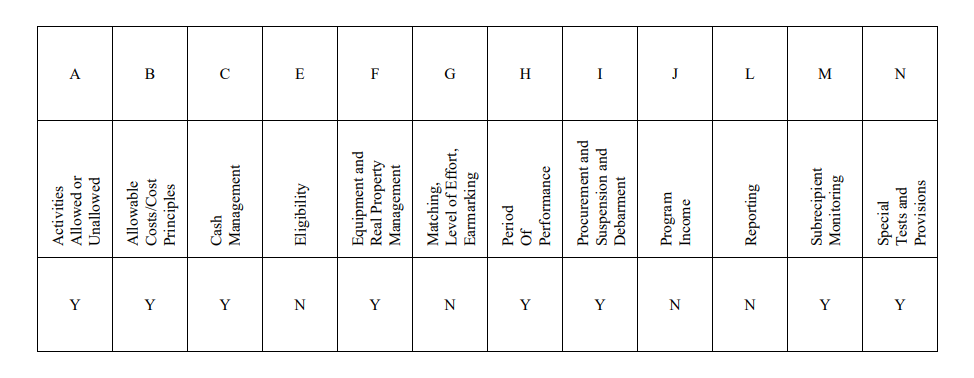 A B C E F G H I J L M N
Activities
Allowed or
Unallowed
Allowable
Costs/Cost
Principles
Cash
Management
Eligibility
Equipment and
Real Property
Management
Matching,
Level of Effort,
Earmarking
Period
Of
Performance
Procurement and
Suspension and
Debarment
Program
Income
Reporting
Subrecipient
Monitoring
Special
Tests and
Provisions
Y Y Y N Y N Y Y N N Y Y